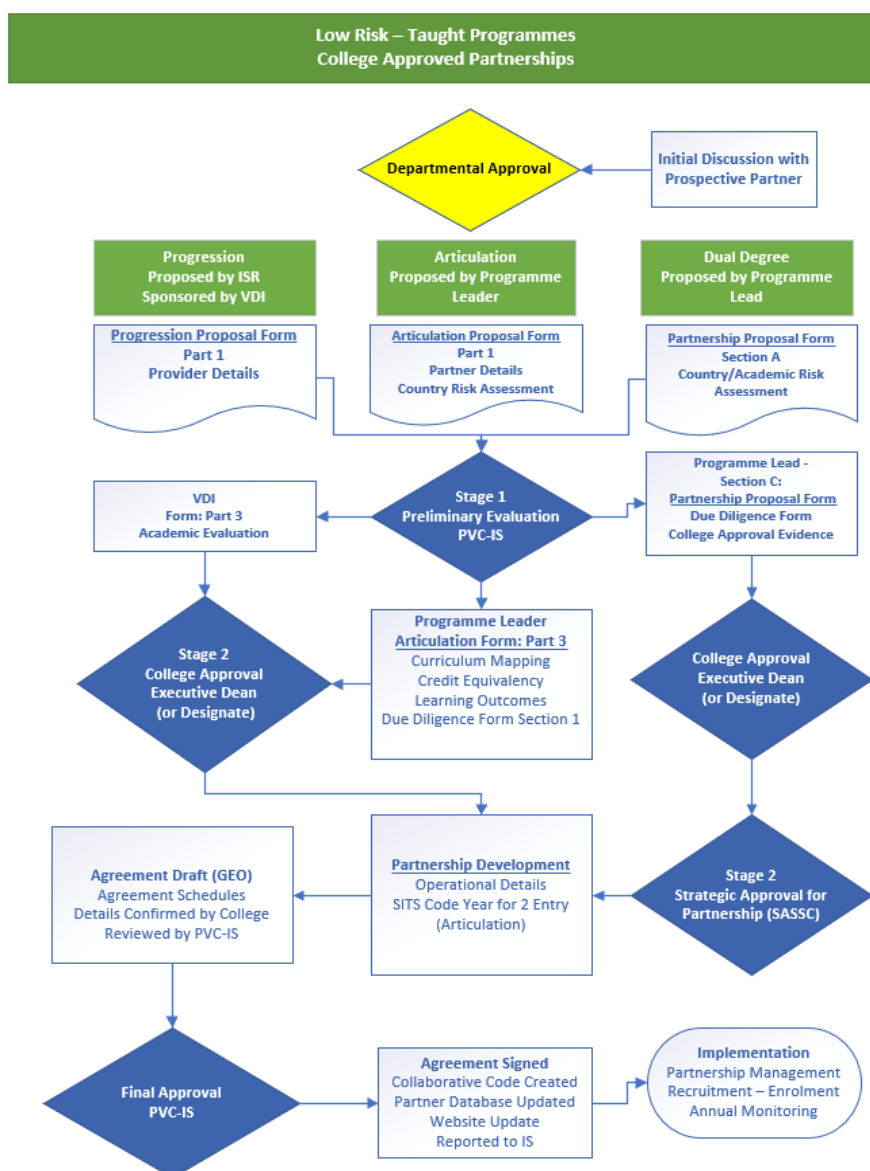 Low Risk – Taught Programmes
College Approved Partnerships
Departmental Approval
Initial Discussion with
Prospective Partner
Progression
Proposed by ISR
Sponsored by VDI
Articulation
Proposed by Programme
Leader
Dual Degree
Proposed by Programme
Lead
Progression Proposal Form
Part 1
Provider Details
Articulation Proposal Form
Part 1
Partner Details
Country Risk Assessment
Partnership Proposal Form
Section A
Country/Academic Risk
Assessment
VDI
Form: Part 3
Academic Evaluation
Stage 1
Preliminary Evaluation
PVC-IS
Programme Lead -
Section C:
Partnership Proposal Form
Due Diligence Form
College Approval Evidence
Stage 2
College Approval
Executive Dean
(or Designate)
Programme Leader
Articulation Form: Part 3
Curriculum Mapping
Credit Equivalency
Learning Outcomes
Due Diligence Form Section 1
College Approval
Executive Dean
(or Designate)
Agreement Draft (GEO)
Agreement Schedules
Details Confirmed by College
Reviewed by PVC-IS
Partnership Development
Operational Details
SITS Code Year for 2 Entry
(Articulation)
Stage 2
Strategic Approval for
Partnership (SASSC)
Final Approval
PVC-IS
Agreement Signed
Collaborative Code Created
Partner Database Updated
Website Update
Reported to IS
Implementation
Partnership Management
Recruitment – Enrolment
Annual Monitoring